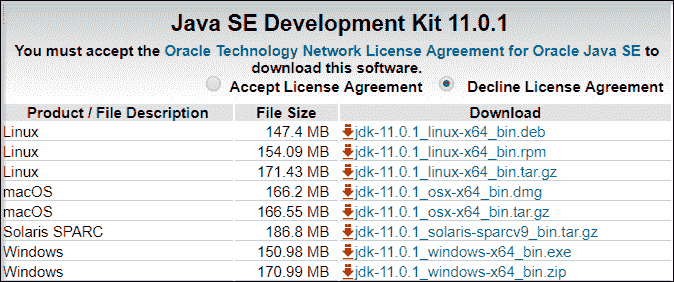 Java SE Development Kit 11.0.1
You must accept the Oracle Technology Network License Agreement for Oracle Java SE to
download this software.
Accept License Agreement Decline License Agreement
Product / File Description File Size Download
Linux 147.4 MB jdk-11.0.1_linux-x64_bin.deb
Linux 154.09 MB jdk-11.0.1_linux-x64_bin.rpm
Linux 171.43 MB jdk-11.0.1_linux-x64_bin.tar.gz
macOS 166.2 MB jdk-11.0.1_osx-x64_bin.dmg
macOS 166.55 MB jdk-11.0.1_osx-x64_bin.tar.gz
Solaris SPARC 186.8 MB jdk-11.0.1_solaris-sparcv9_bin.tar.gz
Windows 150.98 MB jdk-11.0.1_windows-x64_bin.exe
Windows 170.99 MB jdk-11.0.1_windows-x64_bin.zip